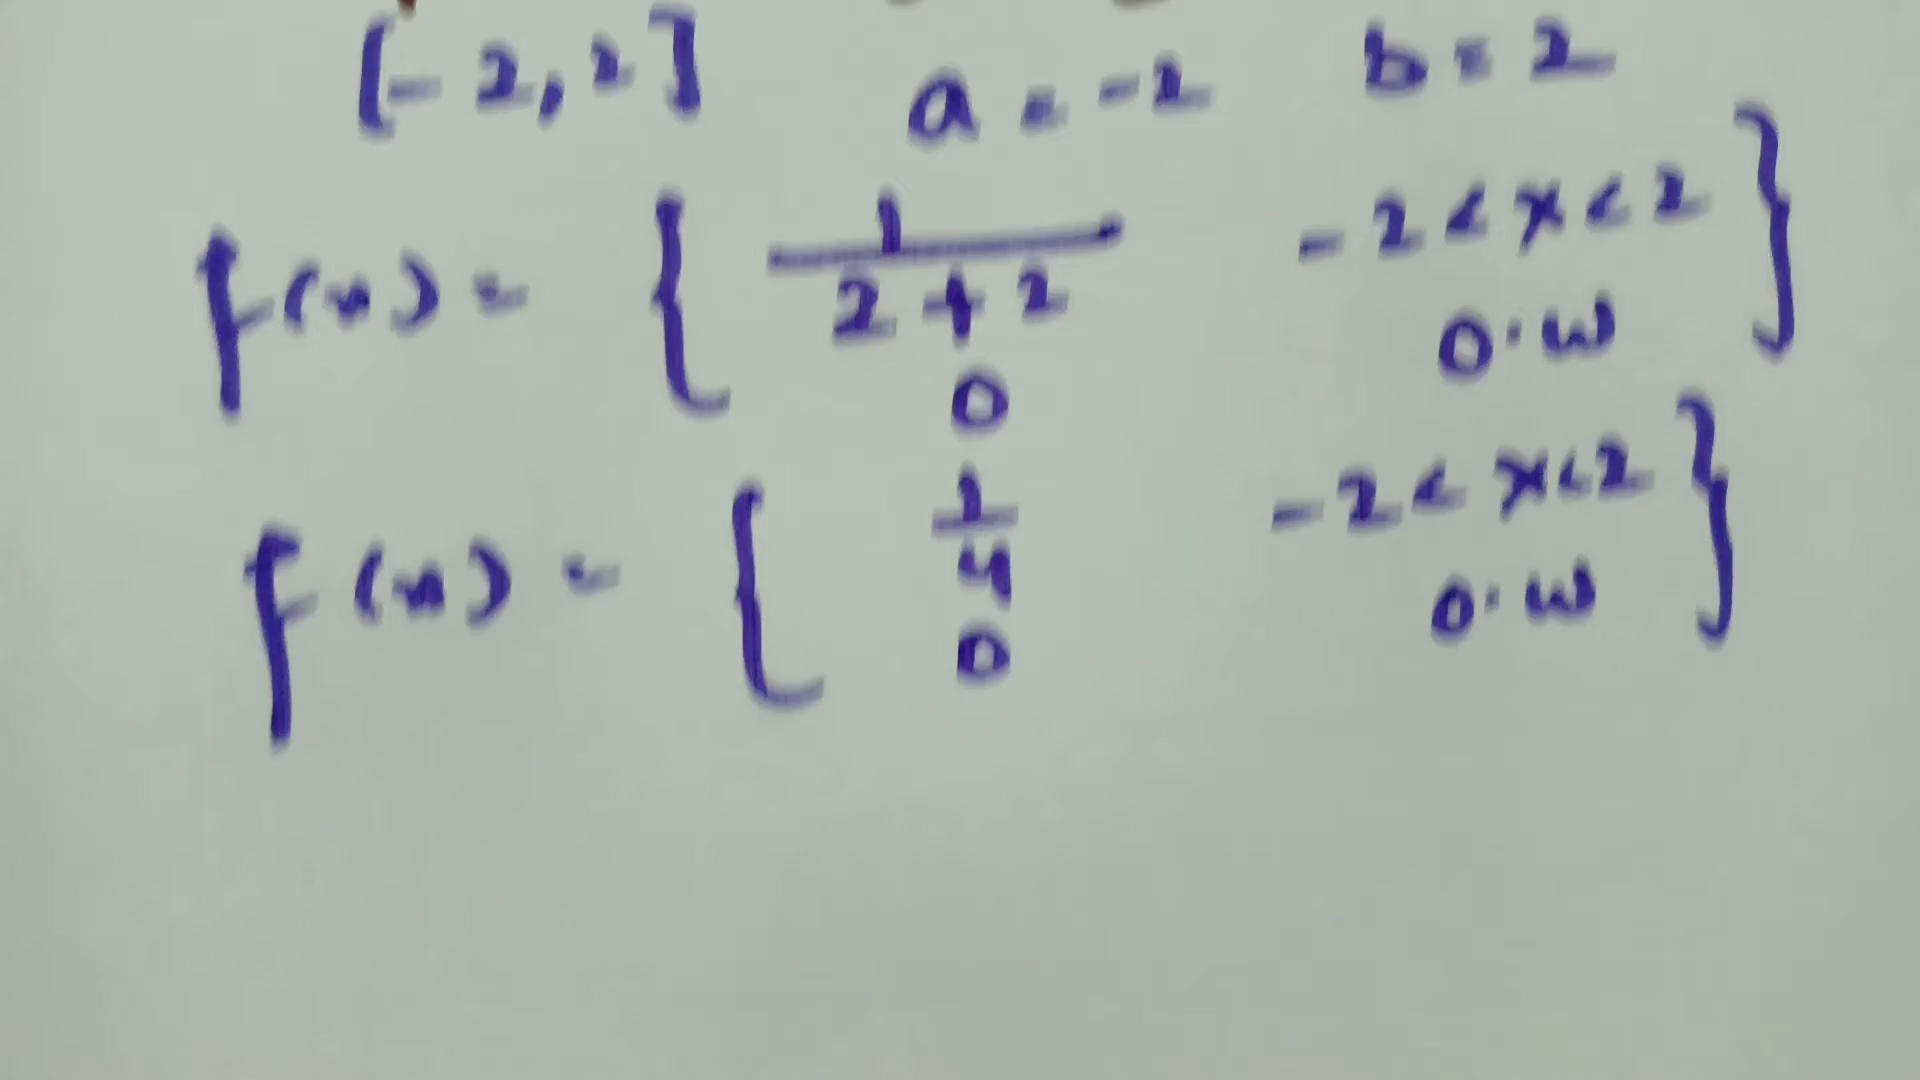 [-2, 2] a = -2 b = 2
f(x) = { 1/(2+2) -2 < x < 2
0 0.w }
f(x) = { 1/4 -2 < x < 2
0 0.w }